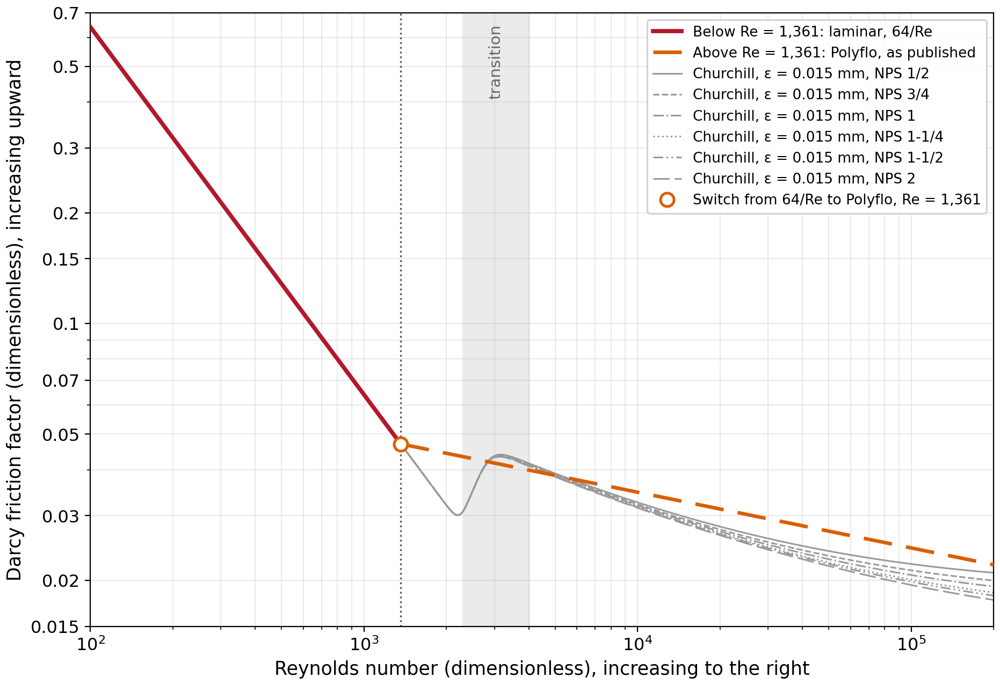 0.7
0.5
0.3
0.2
0.15
0.1
0.07
0.05
0.03
0.02
0.015
Darcy friction factor (dimensionless), increasing upward
transition
Below Re = 1,361: laminar, 64/Re
Above Re = 1,361: Polyflo, as published
Churchill, ε = 0.015 mm, NPS 1/2
Churchill, ε = 0.015 mm, NPS 3/4
Churchill, ε = 0.015 mm, NPS 1
Churchill, ε = 0.015 mm, NPS 1-1/4
Churchill, ε = 0.015 mm, NPS 1-1/2
Churchill, ε = 0.015 mm, NPS 2
Switch from 64/Re to Polyflo, Re = 1,361
10² 10³ 10⁴ 10⁵
Reynolds number (dimensionless), increasing to the right